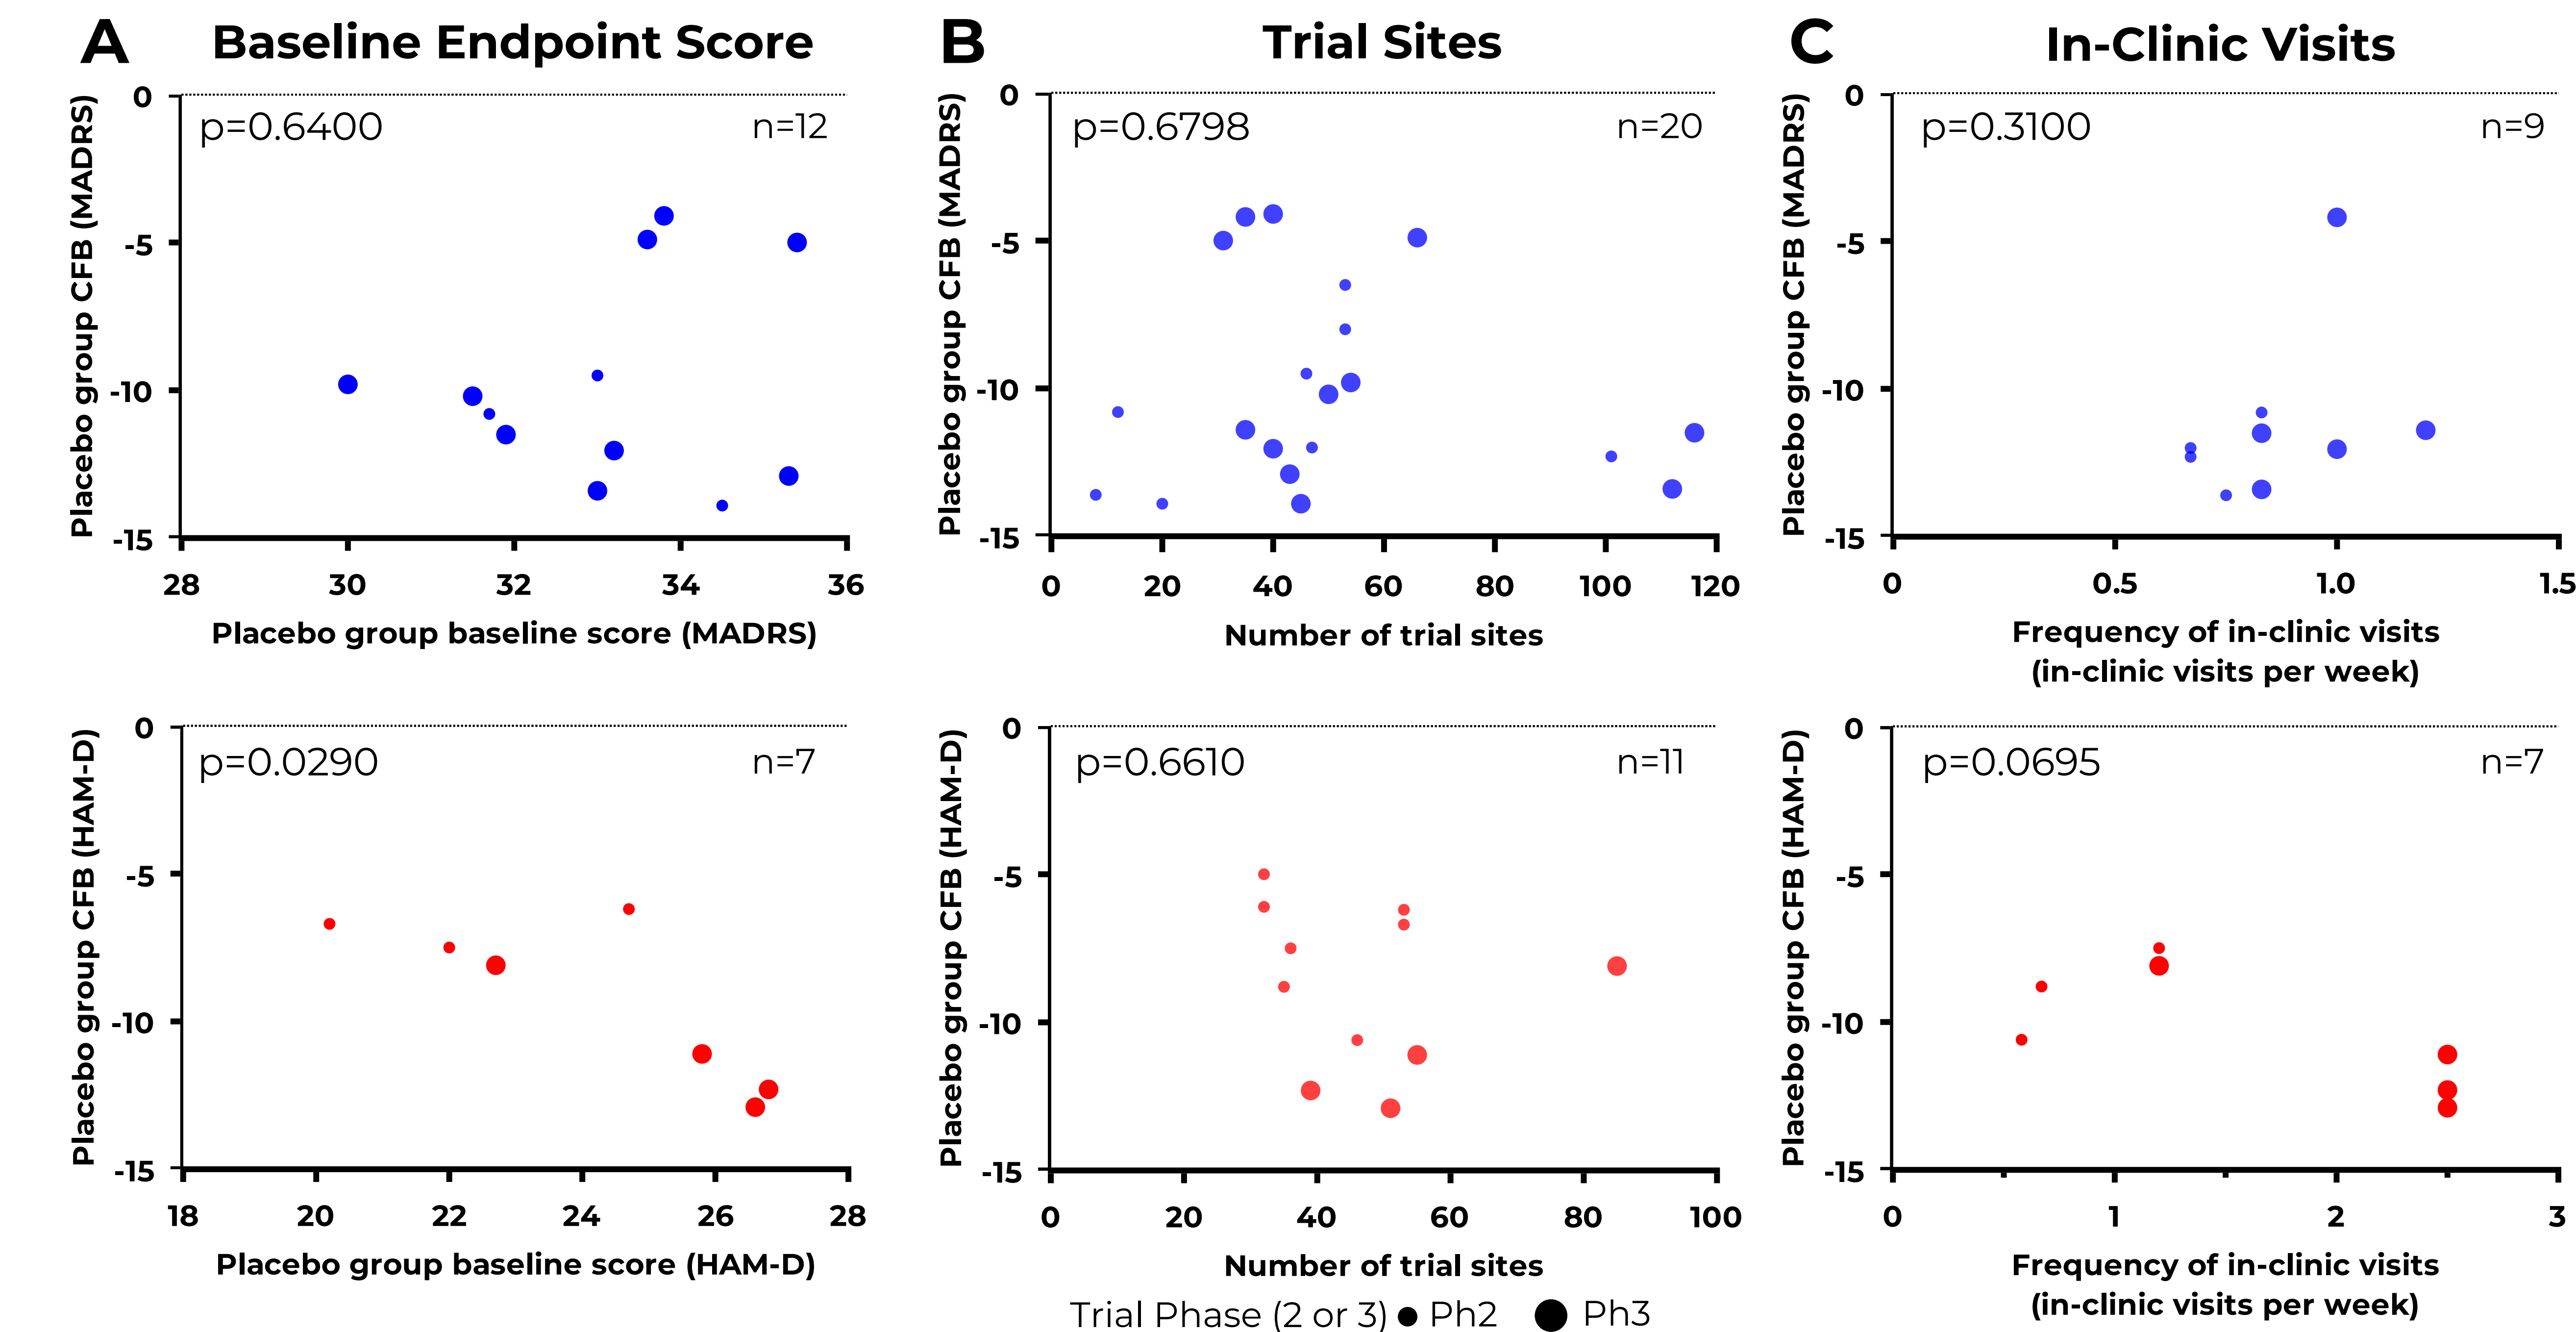 A Baseline Endpoint Score
B Trial Sites
C In-Clinic Visits
Placebo group CFB (MADRS)
0
-5
-10
-15
p=0.6400
n=12
28 30 32 34 36
Placebo group baseline score (MADRS)
Placebo group CFB (MADRS)
0
-5
-10
-15
p=0.6798
n=20
0 20 40 60 80 100 120
Number of trial sites
Placebo group CFB (MADRS)
0
-5
-10
-15
p=0.3100
n=9
0 0.5 1.0 1.5
Frequency of in-clinic visits
(in-clinic visits per week)
Placebo group CFB (HAM-D)
0
-5
-10
-15
p=0.0290
n=7
18 20 22 24 26 28
Placebo group baseline score (HAM-D)
Placebo group CFB (HAM-D)
0
-5
-10
-15
p=0.6610
n=11
0 20 40 60 80 100
Number of trial sites
Placebo group CFB (HAM-D)
0
-5
-10
-15
p=0.0695
n=7
0 1 2 3
Frequency of in-clinic visits
(in-clinic visits per week)
Trial Phase (2 or 3) Ph2 Ph3